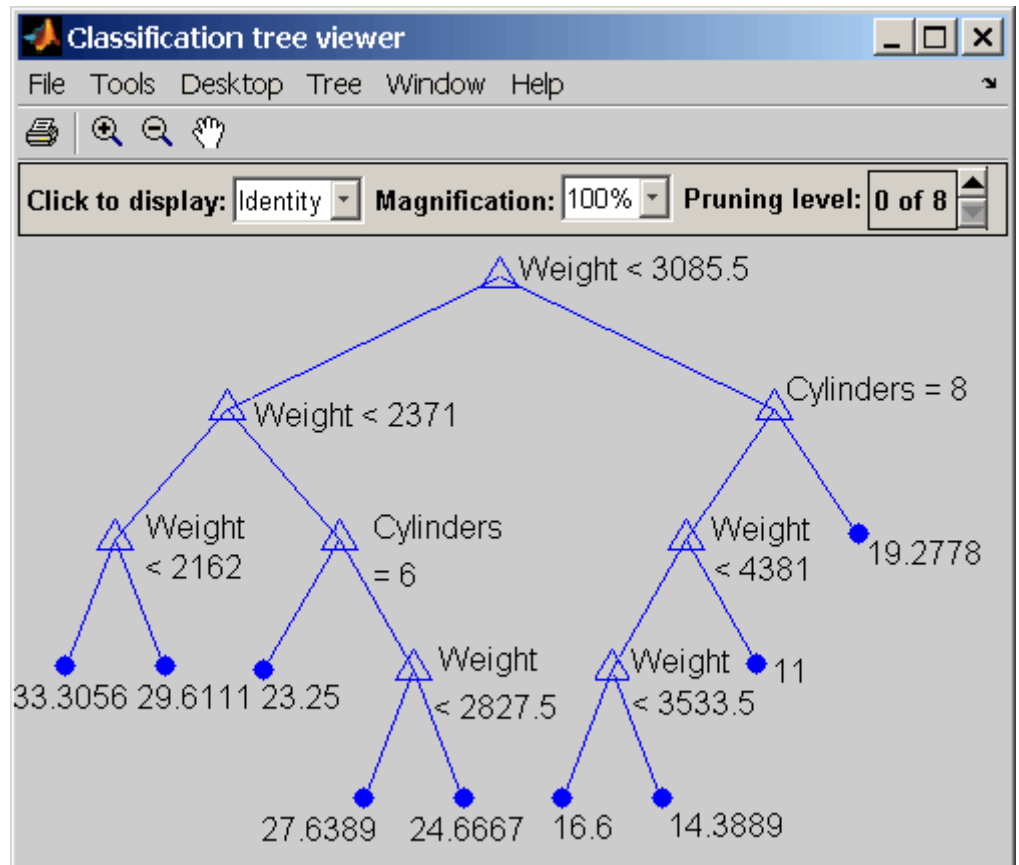 Classification tree viewer
File Tools Desktop Tree Window Help
Click to display: Identity Magnification: 100% Pruning level: 0 of 8
Weight < 3085.5
Weight < 2371
Cylinders = 8
Weight
< 2162
Cylinders
= 6
Weight
< 4381
19.2778
33.3056 29.6111 23.25
Weight
< 2827.5
Weight
< 3533.5
11
27.6389 24.6667 16.6 14.3889